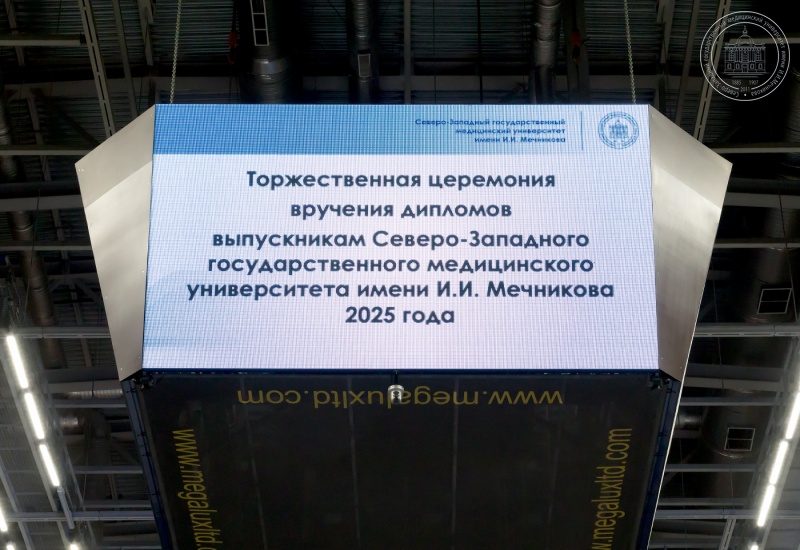 Северо-Западный государственный
медицинский университет
имени И.И. Мечникова
Торжественная церемония
вручения дипломов
выпускникам Северо-Западного
государственного медицинского
университета имени И.И. Мечникова
2025 года
www.megaluxltd.com
www.megaluxltd.com
www.megaluxltd.com